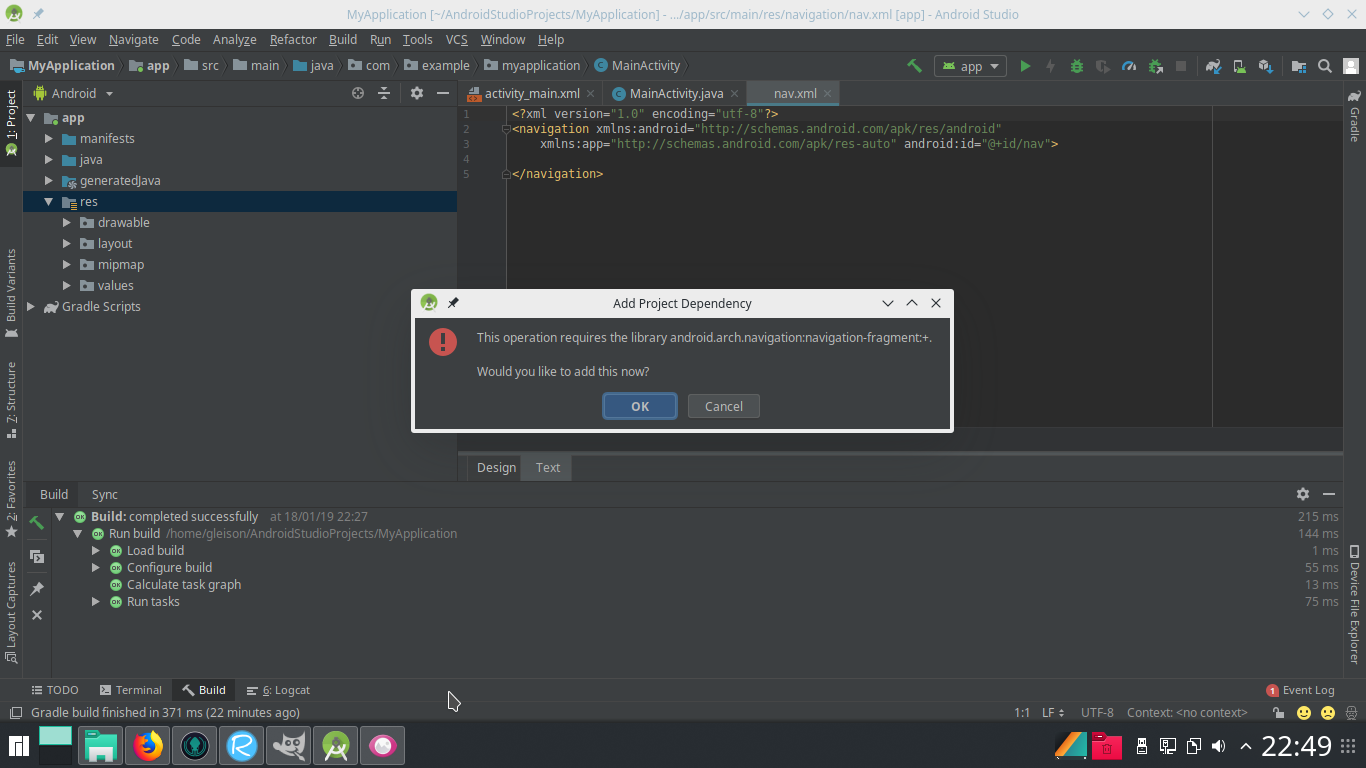 MyApplication [~/AndroidStudioProjects/MyApplication] - .../app/src/main/res/navigation/nav.xml [app] - Android Studio
File Edit View Navigate Code Analyze Refactor Build Run Tools VCS Window Help
MyApplication app src main java com example myapplication MainActivity app
1: Project
Build Variants
7: Structure
2: Favorites
Layout Captures
Android
app
manifests
java
generatedJava
res
drawable
layout
mipmap
values
Gradle Scripts
activity_main.xml MainActivity.java nav.xml
1 <?xml version="1.0" encoding="utf-8"?>
2 <navigation xmlns:android="http://schemas.android.com/apk/res/android"
3 xmlns:app="http://schemas.android.com/apk/res-auto" android:id="@+id/nav">
4
5 </navigation>
Gradle
Device File Explorer
Add Project Dependency
This operation requires the library android.arch.navigation:navigation-fragment:+.
Would you like to add this now?
OK Cancel
Design Text
Build Sync
Build: completed successfully at 18/01/19 22:27 215 ms
Run build /home/gleison/AndroidStudioProjects/MyApplication 144 ms
Load build 1 ms
Configure build 55 ms
Calculate task graph 13 ms
Run tasks 75 ms
TODO Terminal Build 6: Logcat 1 Event Log
Gradle build finished in 371 ms (22 minutes ago) 1:1 LF UTF-8 Context: <no context>
22:49